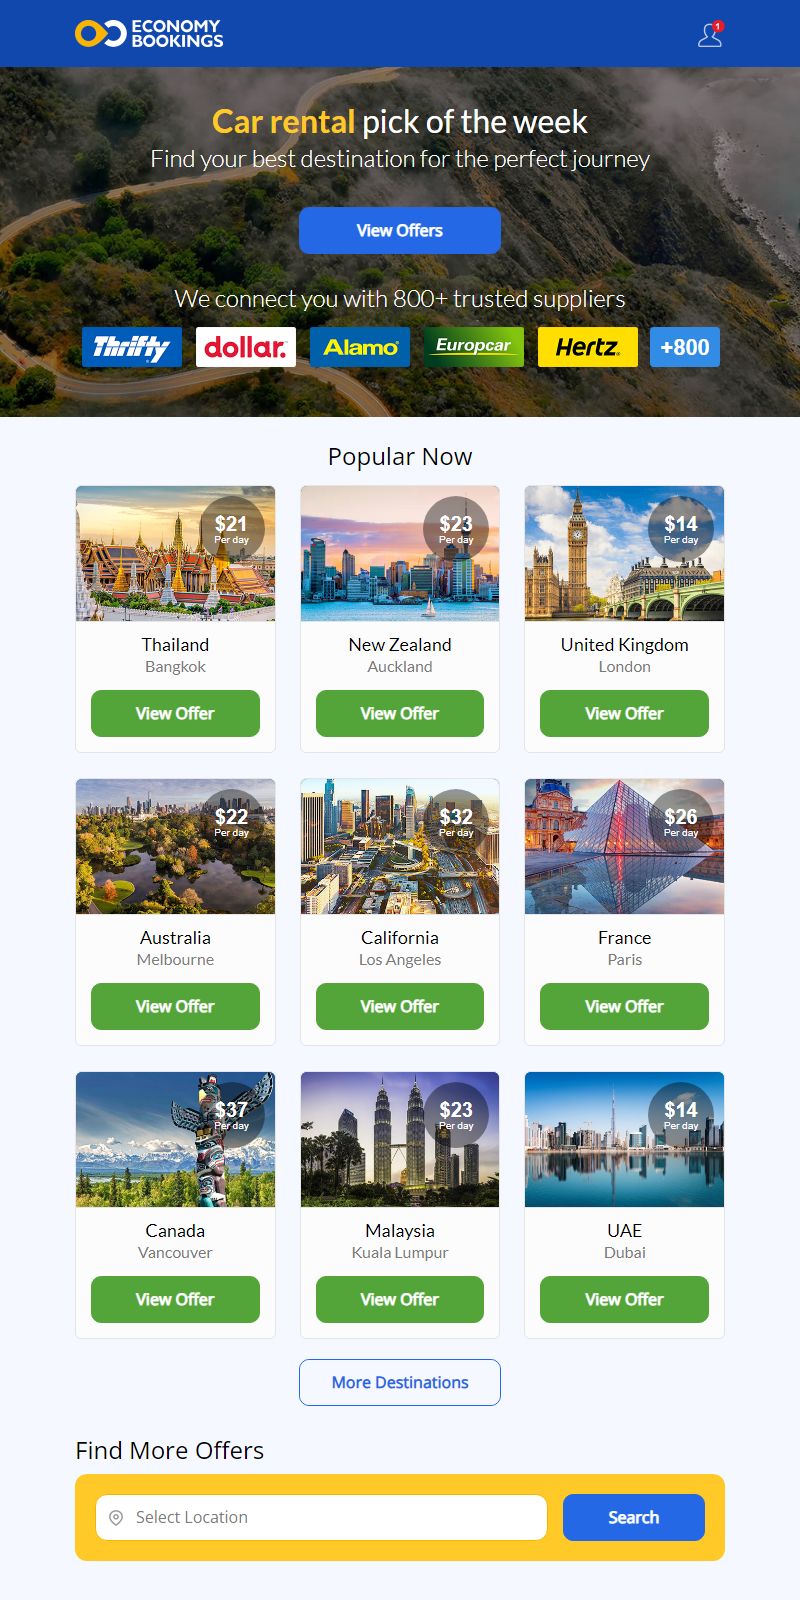 ECONOMY
BOOKINGS
1
Car rental pick of the week
Find your best destination for the perfect journey
View Offers
We connect you with 800+ trusted suppliers
Thrifty dollar. Alamo Europcar Hertz +800
Popular Now
$21
Per day
Thailand
Bangkok
View Offer
$23
Per day
New Zealand
Auckland
View Offer
$14
Per day
United Kingdom
London
View Offer
$22
Per day
Australia
Melbourne
View Offer
$32
Per day
California
Los Angeles
View Offer
$26
Per day
France
Paris
View Offer
$37
Per day
Canada
Vancouver
View Offer
$23
Per day
Malaysia
Kuala Lumpur
View Offer
$14
Per day
UAE
Dubai
View Offer
More Destinations
Find More Offers
Select Location
Search